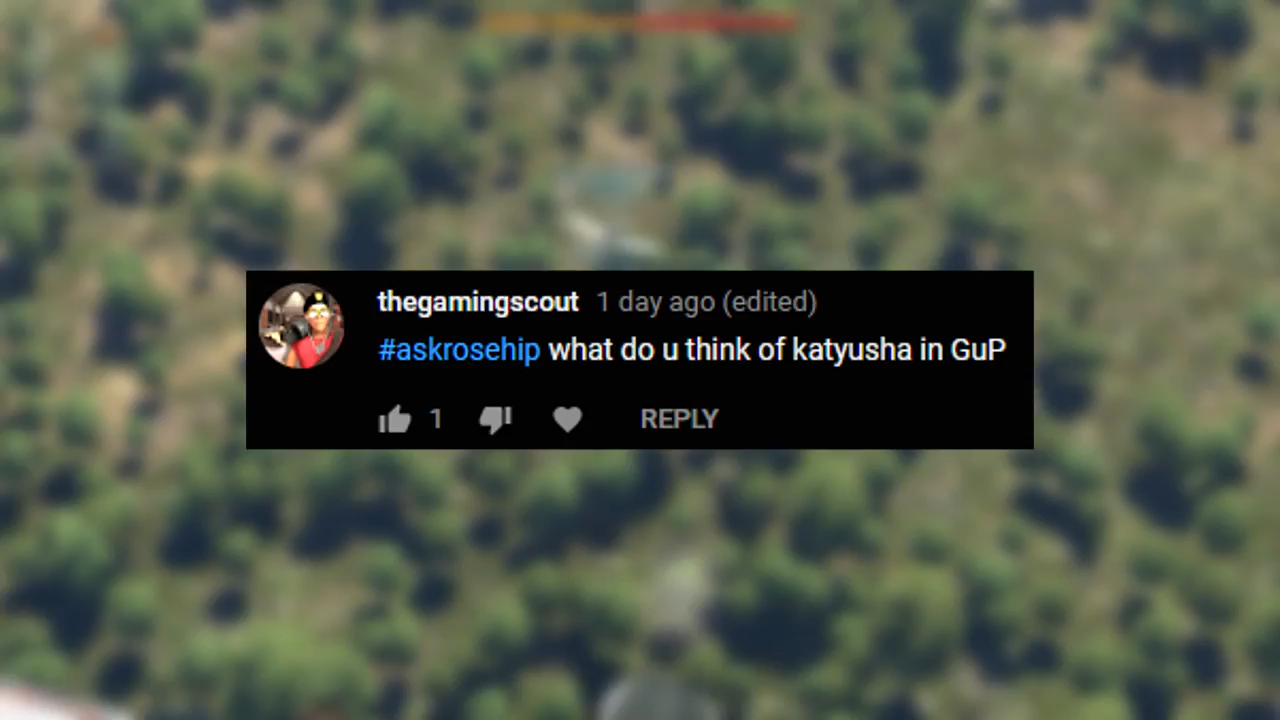 thegamingscout 1 day ago (edited)
#askrosehip what do u think of katyusha in GuP
1 REPLY